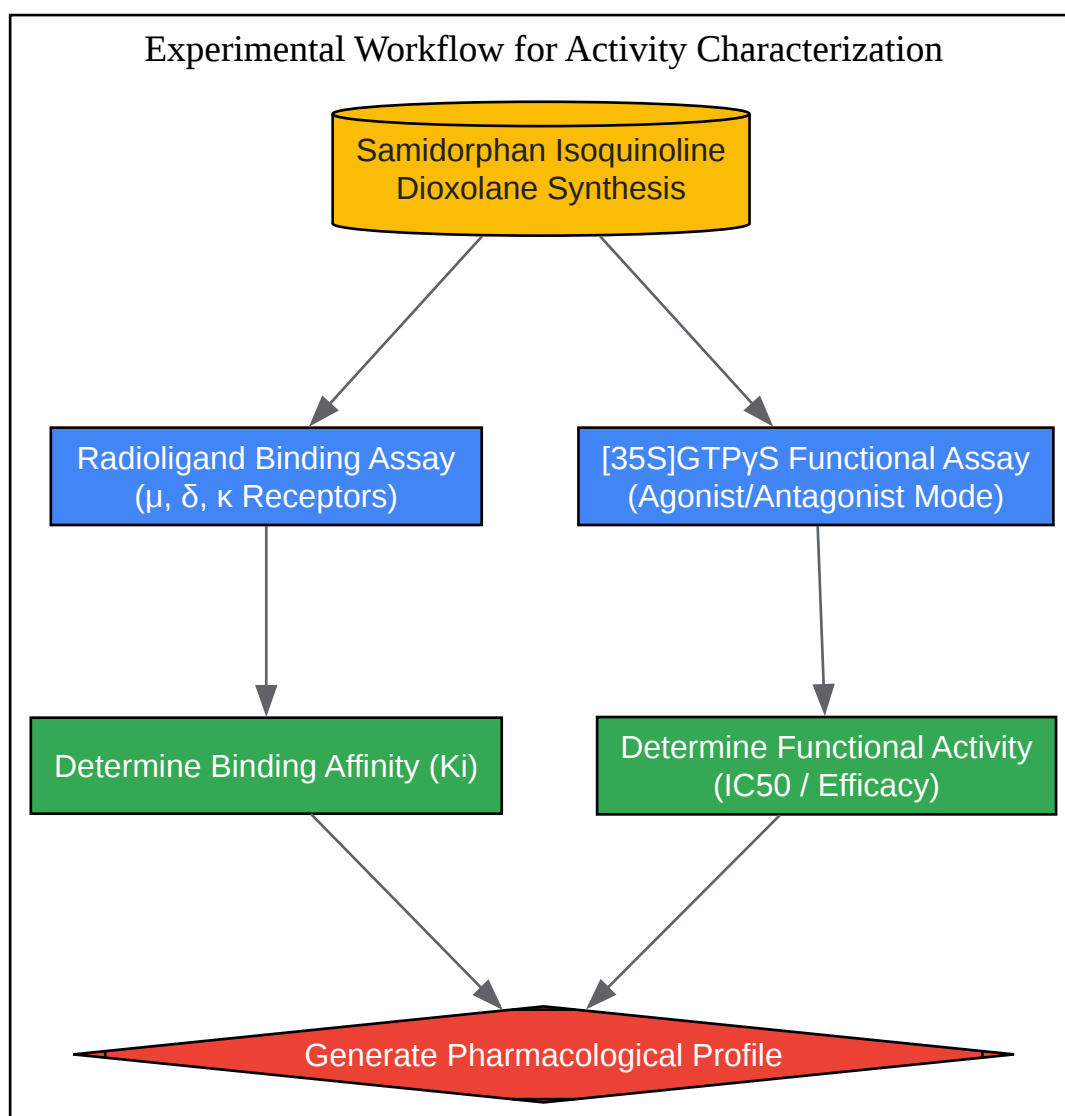 Experimental Workflow for Activity Characterization
Samidorphan Isoquinoline
Dioxolane Synthesis
Radioligand Binding Assay
(μ, δ, κ Receptors)
[35S]GTPγS Functional Assay
(Agonist/Antagonist Mode)
Determine Binding Affinity (Ki)
Determine Functional Activity
(IC50 / Efficacy)
Generate Pharmacological Profile